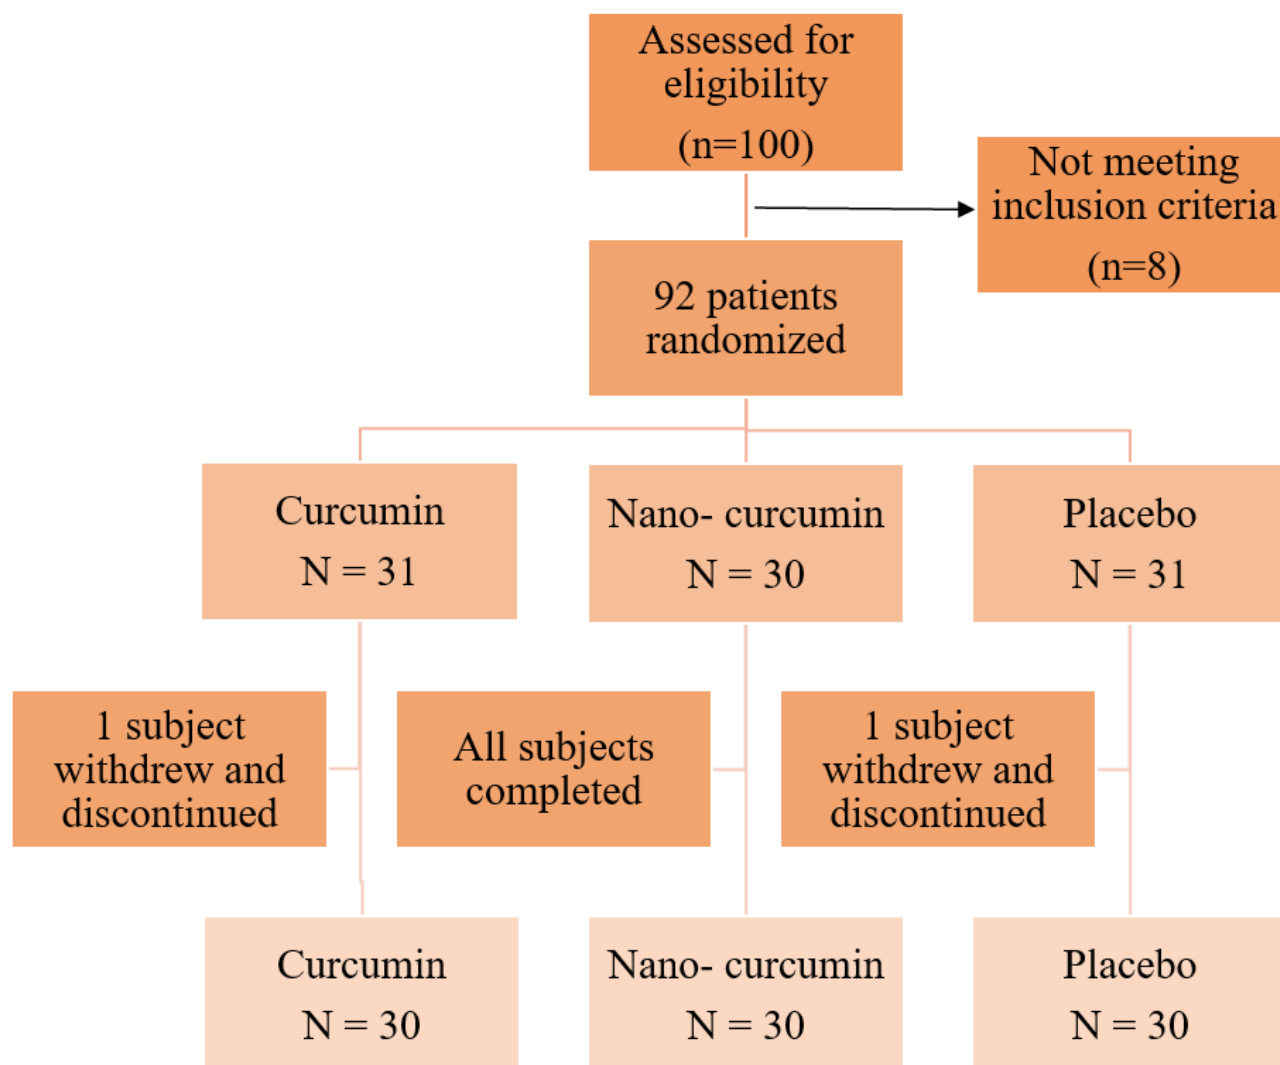 Assessed for
eligibility
(n=100)
Not meeting
inclusion criteria
(n=8)
92 patients
randomized
Curcumin
N = 31
Nano- curcumin
N = 30
Placebo
N = 31
1 subject
withdrew and
discontinued
All subjects
completed
1 subject
withdrew and
discontinued
Curcumin
N = 30
Nano- curcumin
N = 30
Placebo
N = 30